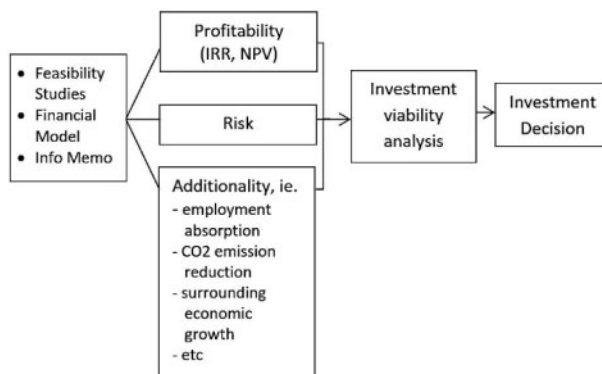 • Feasibility
Studies
• Financial
Model
• Info Memo
Profitability
(IRR, NPV)
Risk
Additionality, ie.
- employment
absorption
- CO2 emission
reduction
- surrounding
economic
growth
- etc
Investment
viability
analysis
Investment
Decision